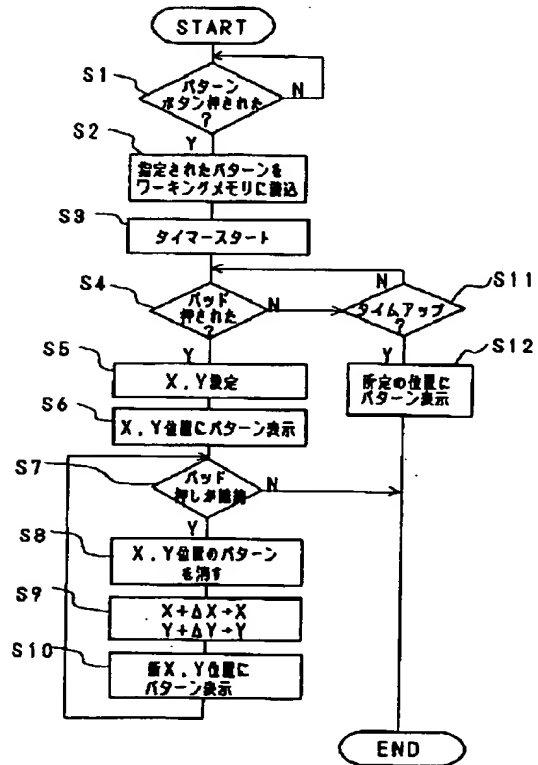 START
S1
パターン
ボタン押された
?
N
Y
S2
指定されたパターンを
ワーキングメモリに読込
S3
タイマースタート
S4
パッド
押された
?
N
Y
N
S11
タイムアップ
?
Y
S12
所定の位置に
パターン表示
S5
X,Y設定
S6
X,Y位置にパターン表示
S7
パッド
押しが継続
N
Y
S8
X,Y位置のパターン
を消す
S9
X+ΔX→X
Y+ΔY→Y
S10
新X,Y位置に
パターン表示
END